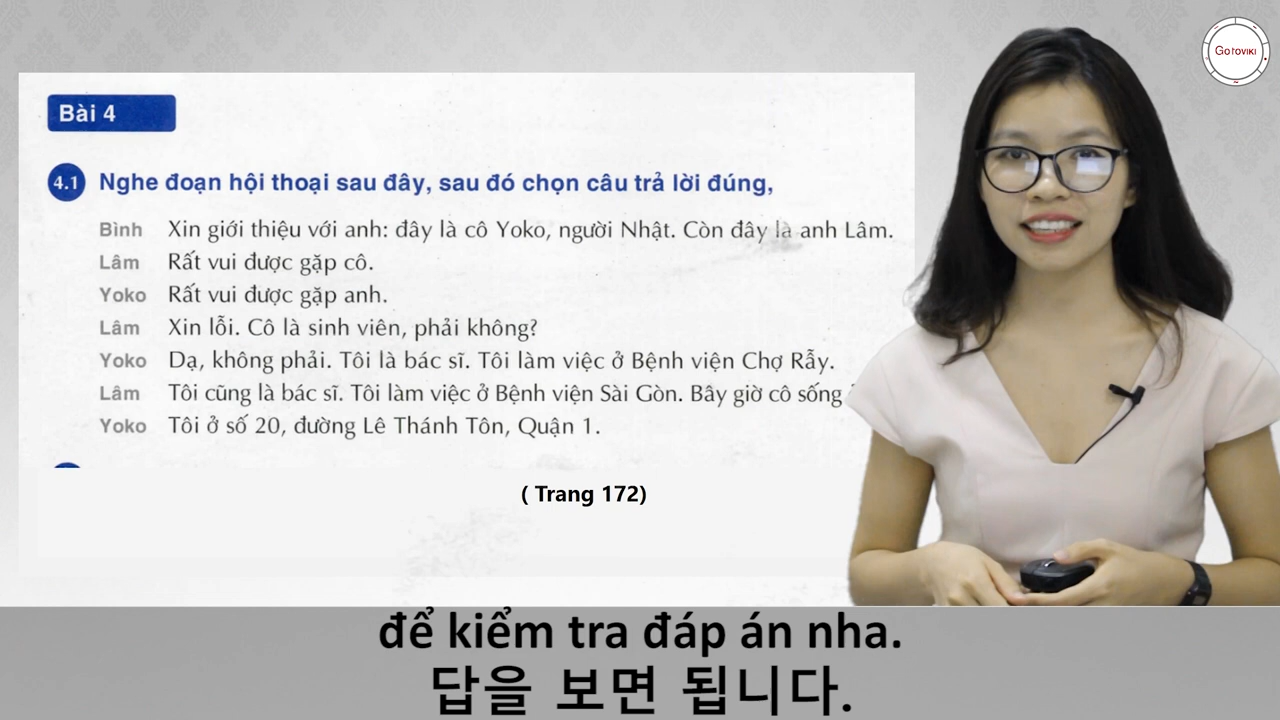 GoTOVIKI
Bài 4
4.1 Nghe đoạn hội thoại sau đây, sau đó chọn câu trả lời đúng,
Bình Xin giới thiệu với anh: đây là cô Yoko, người Nhật. Còn đây là anh Lâm.
Lâm Rất vui được gặp cô.
Yoko Rất vui được gặp anh.
Lâm Xin lỗi. Cô là sinh viên, phải không?
Yoko Dạ, không phải. Tôi là bác sĩ. Tôi làm việc ở Bệnh viện Chợ Rẫy.
Lâm Tôi cũng là bác sĩ. Tôi làm việc ở Bệnh viện Sài Gòn. Bây giờ cô sống
Yoko Tôi ở số 20, đường Lê Thánh Tôn, Quận 1.
( Trang 172)
để kiểm tra đáp án nha.
답을 보면 됩니다.